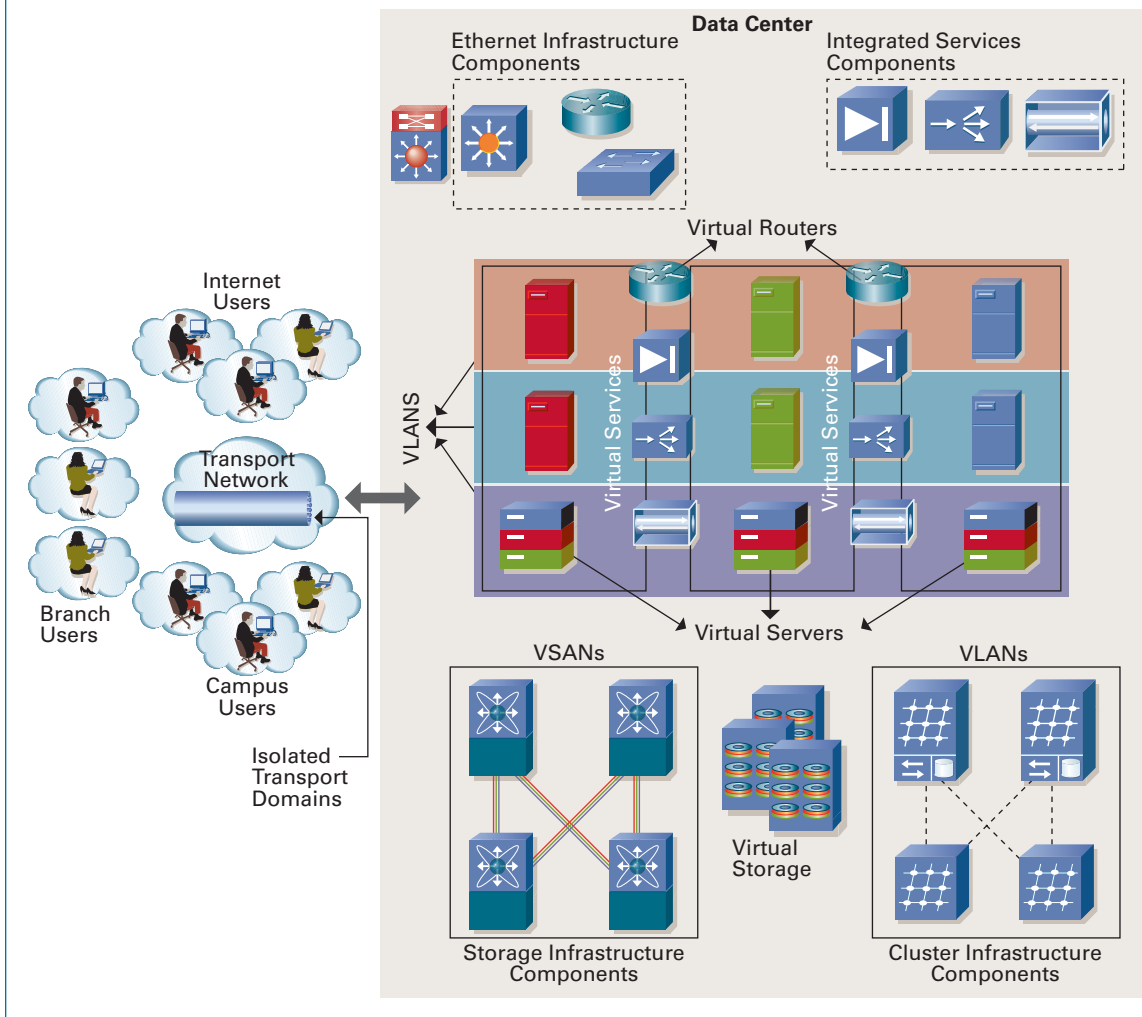 Data Center
Ethernet Infrastructure
Components
Integrated Services
Components
Virtual Routers
Internet
Users
VLANS
Virtual Services
Virtual Services
Transport
Network
Branch
Users
Campus
Users
Isolated
Transport
Domains
Virtual Servers
VSANs
VLANs
Virtual
Storage
Storage Infrastructure
Components
Cluster Infrastructure
Components